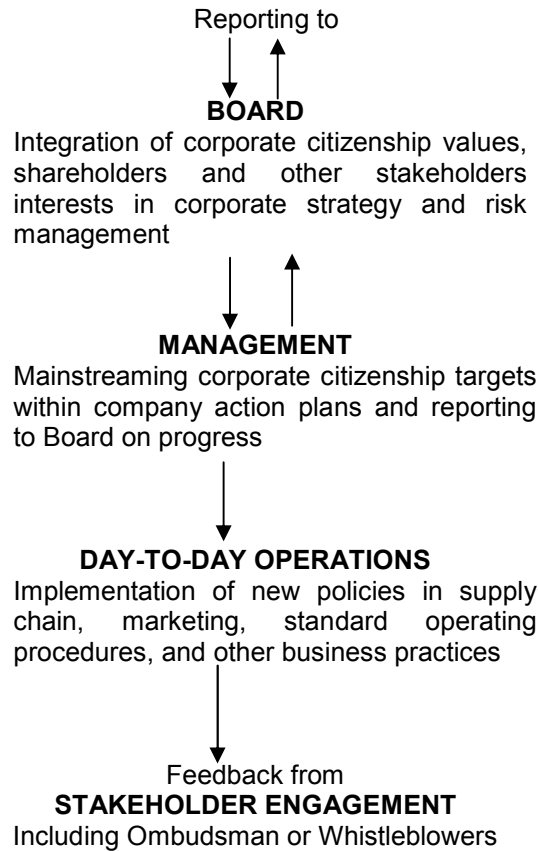 Reporting to
BOARD
Integration of corporate citizenship values,
shareholders and other stakeholders
interests in corporate strategy and risk
management
MANAGEMENT
Mainstreaming corporate citizenship targets
within company action plans and reporting
to Board on progress
DAY-TO-DAY OPERATIONS
Implementation of new policies in supply
chain, marketing, standard operating
procedures, and other business practices
Feedback from
STAKEHOLDER ENGAGEMENT
Including Ombudsman or Whistleblowers